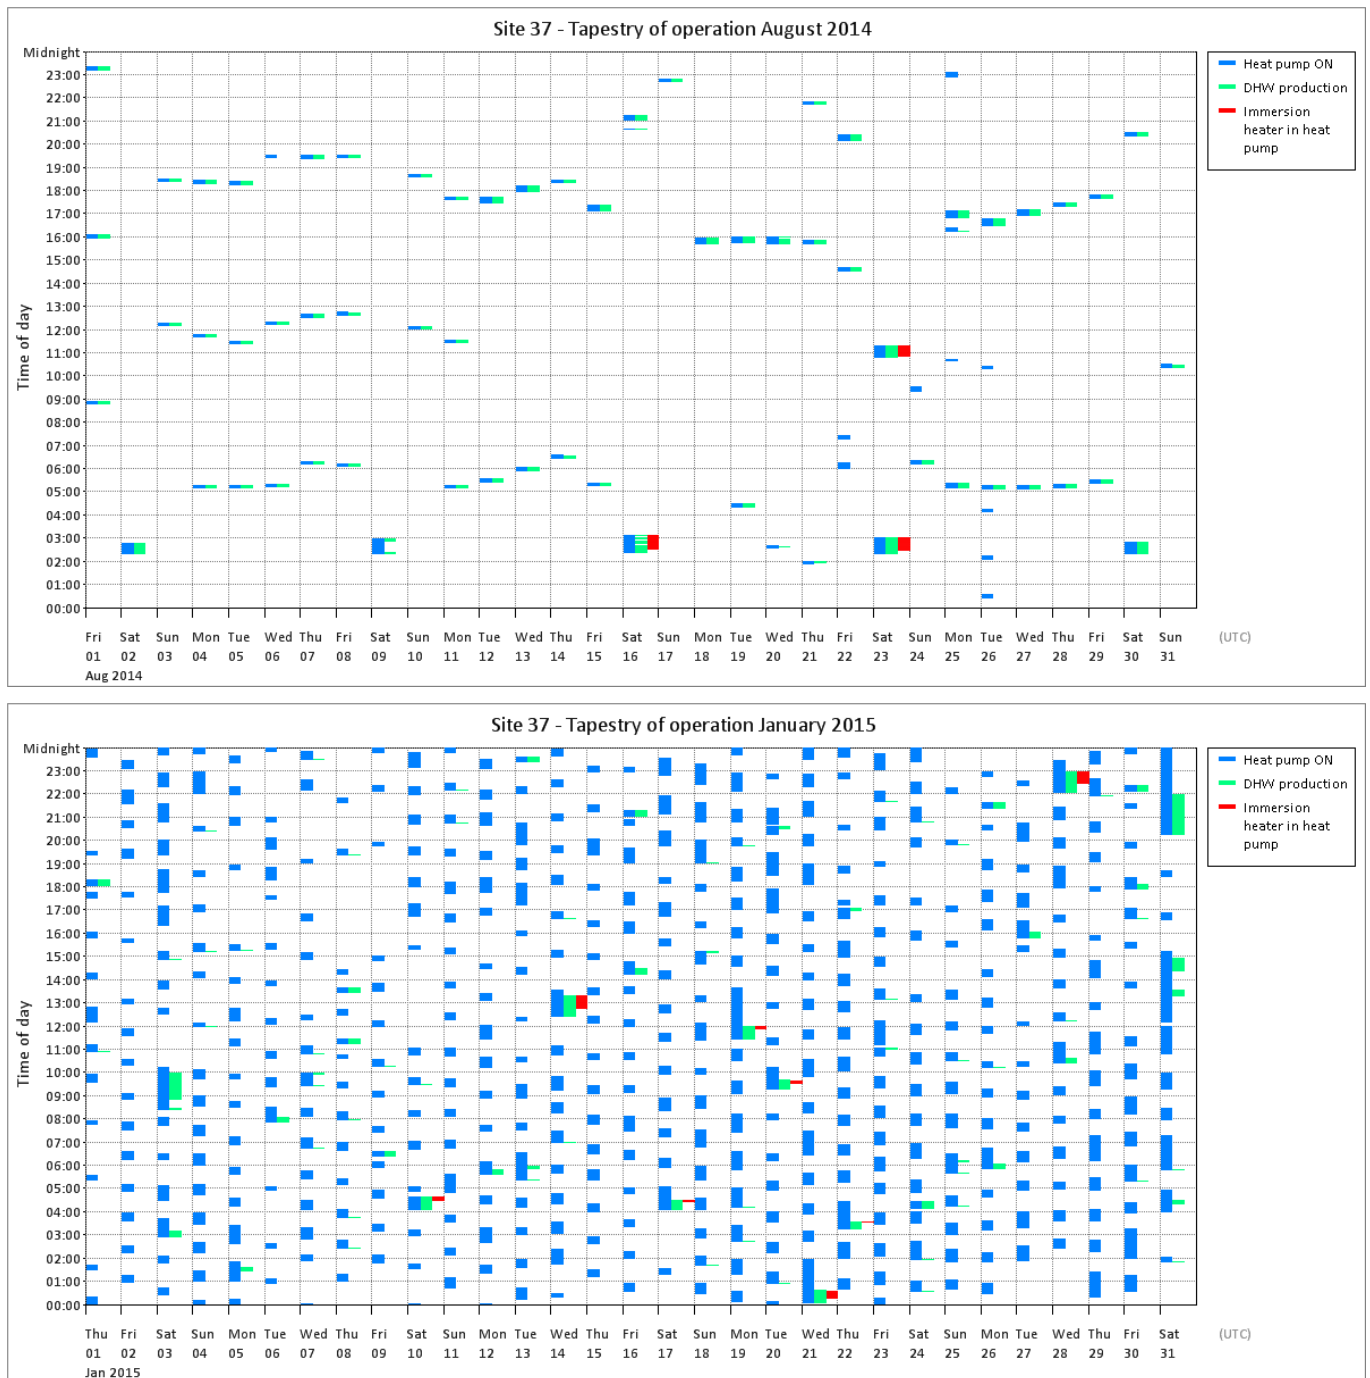 Site 37 - Tapestry of operation August 2014
Midnight
23:00
22:00
21:00
20:00
19:00
18:00
17:00
16:00
15:00
14:00
13:00
12:00
11:00
10:00
09:00
08:00
07:00
06:00
05:00
04:00
03:00
02:00
01:00
00:00
Time of day
Heat pump ON
DHW production
Immersion
heater in heat
pump
Fri Sat Sun Mon Tue Wed Thu Fri Sat Sun Mon Tue Wed Thu Fri Sat Sun Mon Tue Wed Thu Fri Sat Sun Mon Tue Wed Thu Fri Sat Sun (UTC)
01 02 03 04 05 06 07 08 09 10 11 12 13 14 15 16 17 18 19 20 21 22 23 24 25 26 27 28 29 30 31
Aug 2014
Site 37 - Tapestry of operation January 2015
Midnight
23:00
22:00
21:00
20:00
19:00
18:00
17:00
16:00
15:00
14:00
13:00
12:00
11:00
10:00
09:00
08:00
07:00
06:00
05:00
04:00
03:00
02:00
01:00
00:00
Time of day
Heat pump ON
DHW production
Immersion
heater in heat
pump
Thu Fri Sat Sun Mon Tue Wed Thu Fri Sat Sun Mon Tue Wed Thu Fri Sat Sun Mon Tue Wed Thu Fri Sat Sun Mon Tue Wed Thu Fri Sat (UTC)
01 02 03 04 05 06 07 08 09 10 11 12 13 14 15 16 17 18 19 20 21 22 23 24 25 26 27 28 29 30 31
Jan 2015